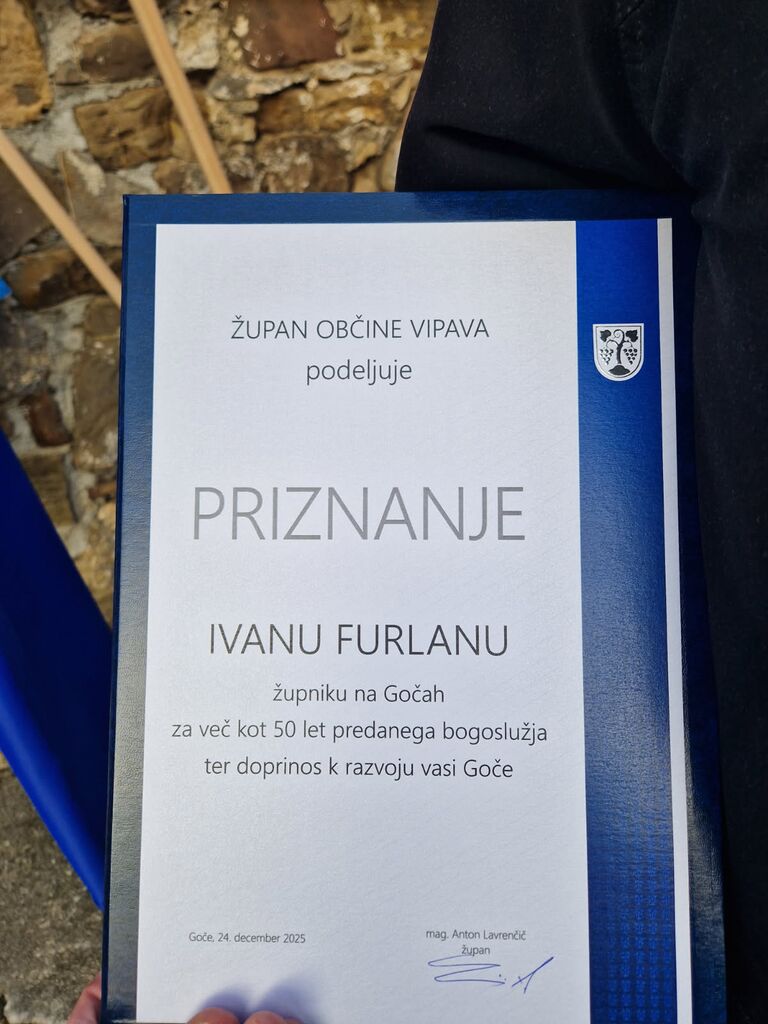 ŽUPAN OBČINE VIPAVA
podeljuje
PRIZNANJE
IVANU FURLANU
župniku na Gočah
za več kot 50 let predanega bogoslužja
ter doprinos k razvoju vasi Goče
Goče, 24. december 2025
mag. Anton Lavrenčič
župan